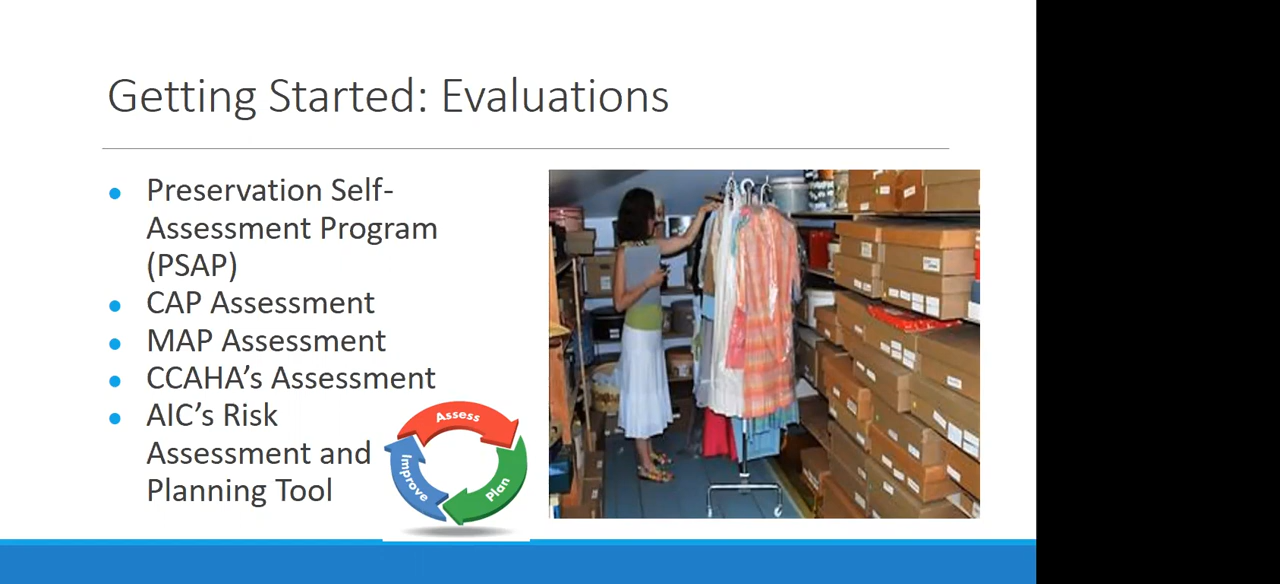 Getting Started: Evaluations
Preservation Self-
Assessment Program
(PSAP)
CAP Assessment
MAP Assessment
CCAHA’s Assessment
AIC’s Risk
Assessment and
Planning Tool
Assess
Plan
Improve